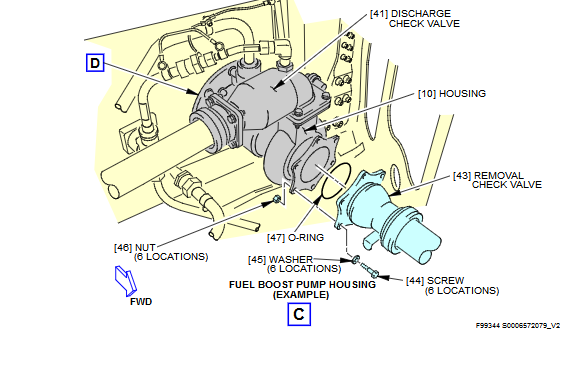 [41] DISCHARGE
CHECK VALVE
D
[10] HOUSING
[43] REMOVAL
CHECK VALVE
[46] NUT
(6 LOCATIONS)
[47] O-RING
[45] WASHER
(6 LOCATIONS)
[44] SCREW
(6 LOCATIONS)
FWD
FUEL BOOST PUMP HOUSING
(EXAMPLE)
C
F99344 S0006572079_V2